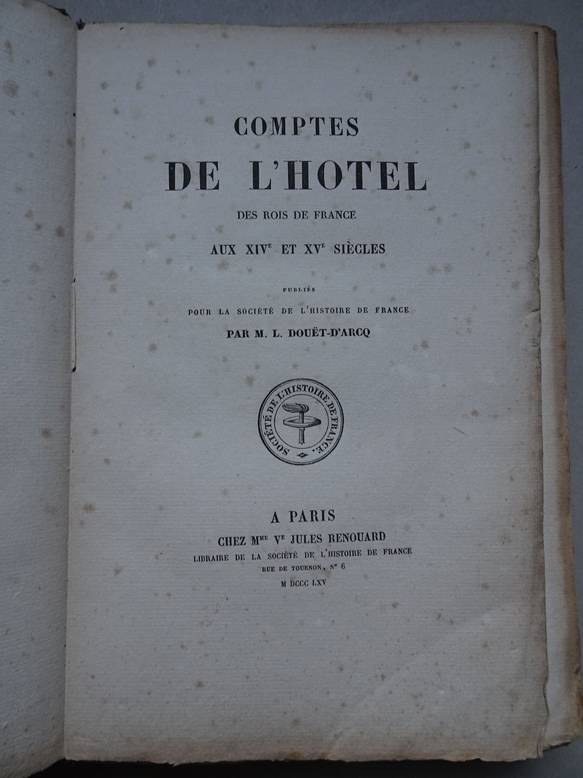 COMPTES
DE L'HOTEL
DES ROIS DE FRANCE
AUX XIVᵉ ET XVᵉ SIÈCLES
PUBLIÉS
POUR LA SOCIÉTÉ DE L'HISTOIRE DE FRANCE
PAR M. L. DOUËT-D'ARCQ
SOCIÉTÉ DE L'HISTOIRE DE FRANCE.
A PARIS
CHEZ Mᵐᵉ Vᵉ JULES RENOUARD
LIBRAIRE DE LA SOCIÉTÉ DE L'HISTOIRE DE FRANCE
RUE DE TOURNON, Nº 6
M DCCC LXV